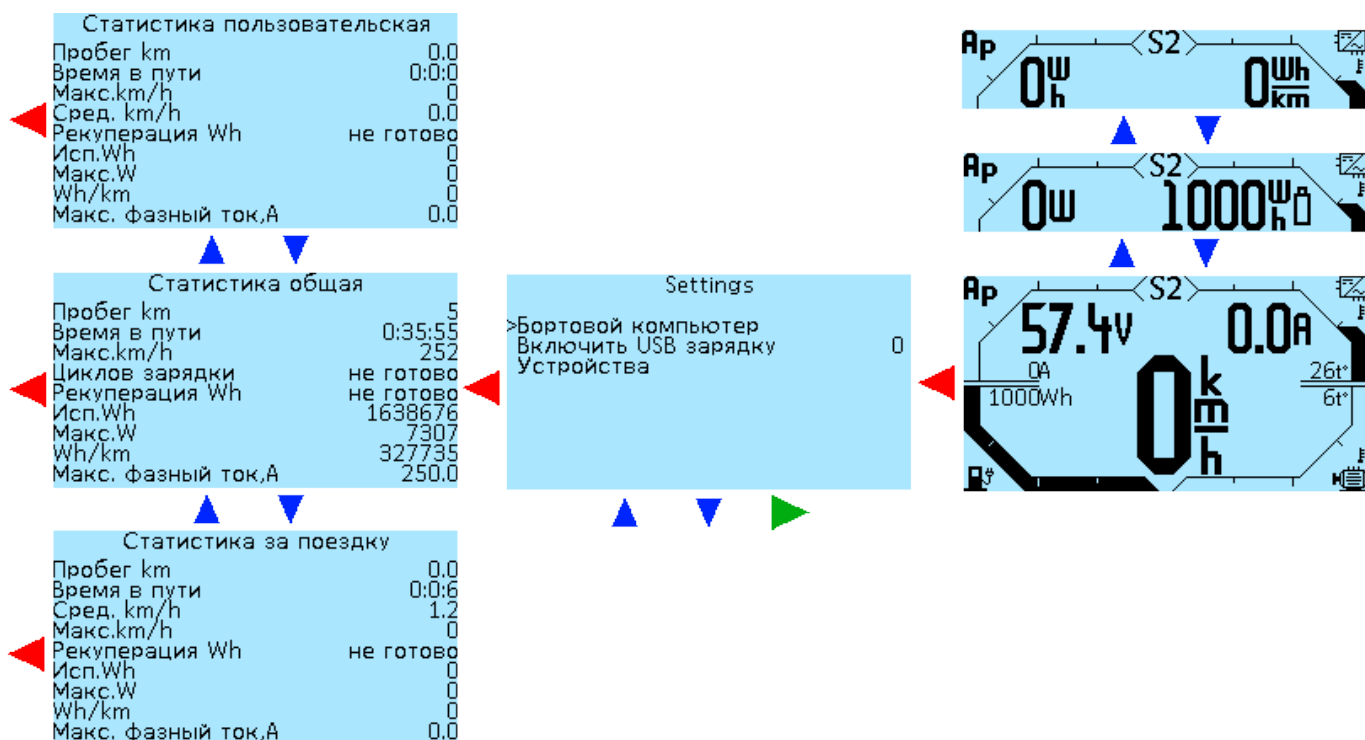 Статистика пользовательская
Пробег km 0.0
Время в пути 0:0:0
Макс.km/h 0
Сред. km/h 0.0
Рекуперация Wh не готово
Исп.Wh 0
Макс.W 0
Wh/km 0
Макс. фазный ток,А 0.0
Статистика общая
Пробег km 5
Время в пути 0:35:55
Макс.km/h 252
Циклов зарядки не готово
Рекуперация Wh не готово
Исп.Wh 1638676
Макс.W 7307
Wh/km 327735
Макс. фазный ток,А 250.0
Статистика за поездку
Пробег km 0.0
Время в пути 0:0:6
Сред. km/h 1.2
Макс.km/h 0
Рекуперация Wh не готово
Исп.Wh 0
Макс.W 0
Wh/km 0
Макс. фазный ток,А 0.0
Settings
>Бортовой компьютер
Включить USB зарядку 0
Устройства
Ap S2
0Wh 0Wh/km
Ap S2
0W 1000Wh
Ap S2
57.4V 0.0A
0A 26t°
1000Wh 6t°
0 km/h